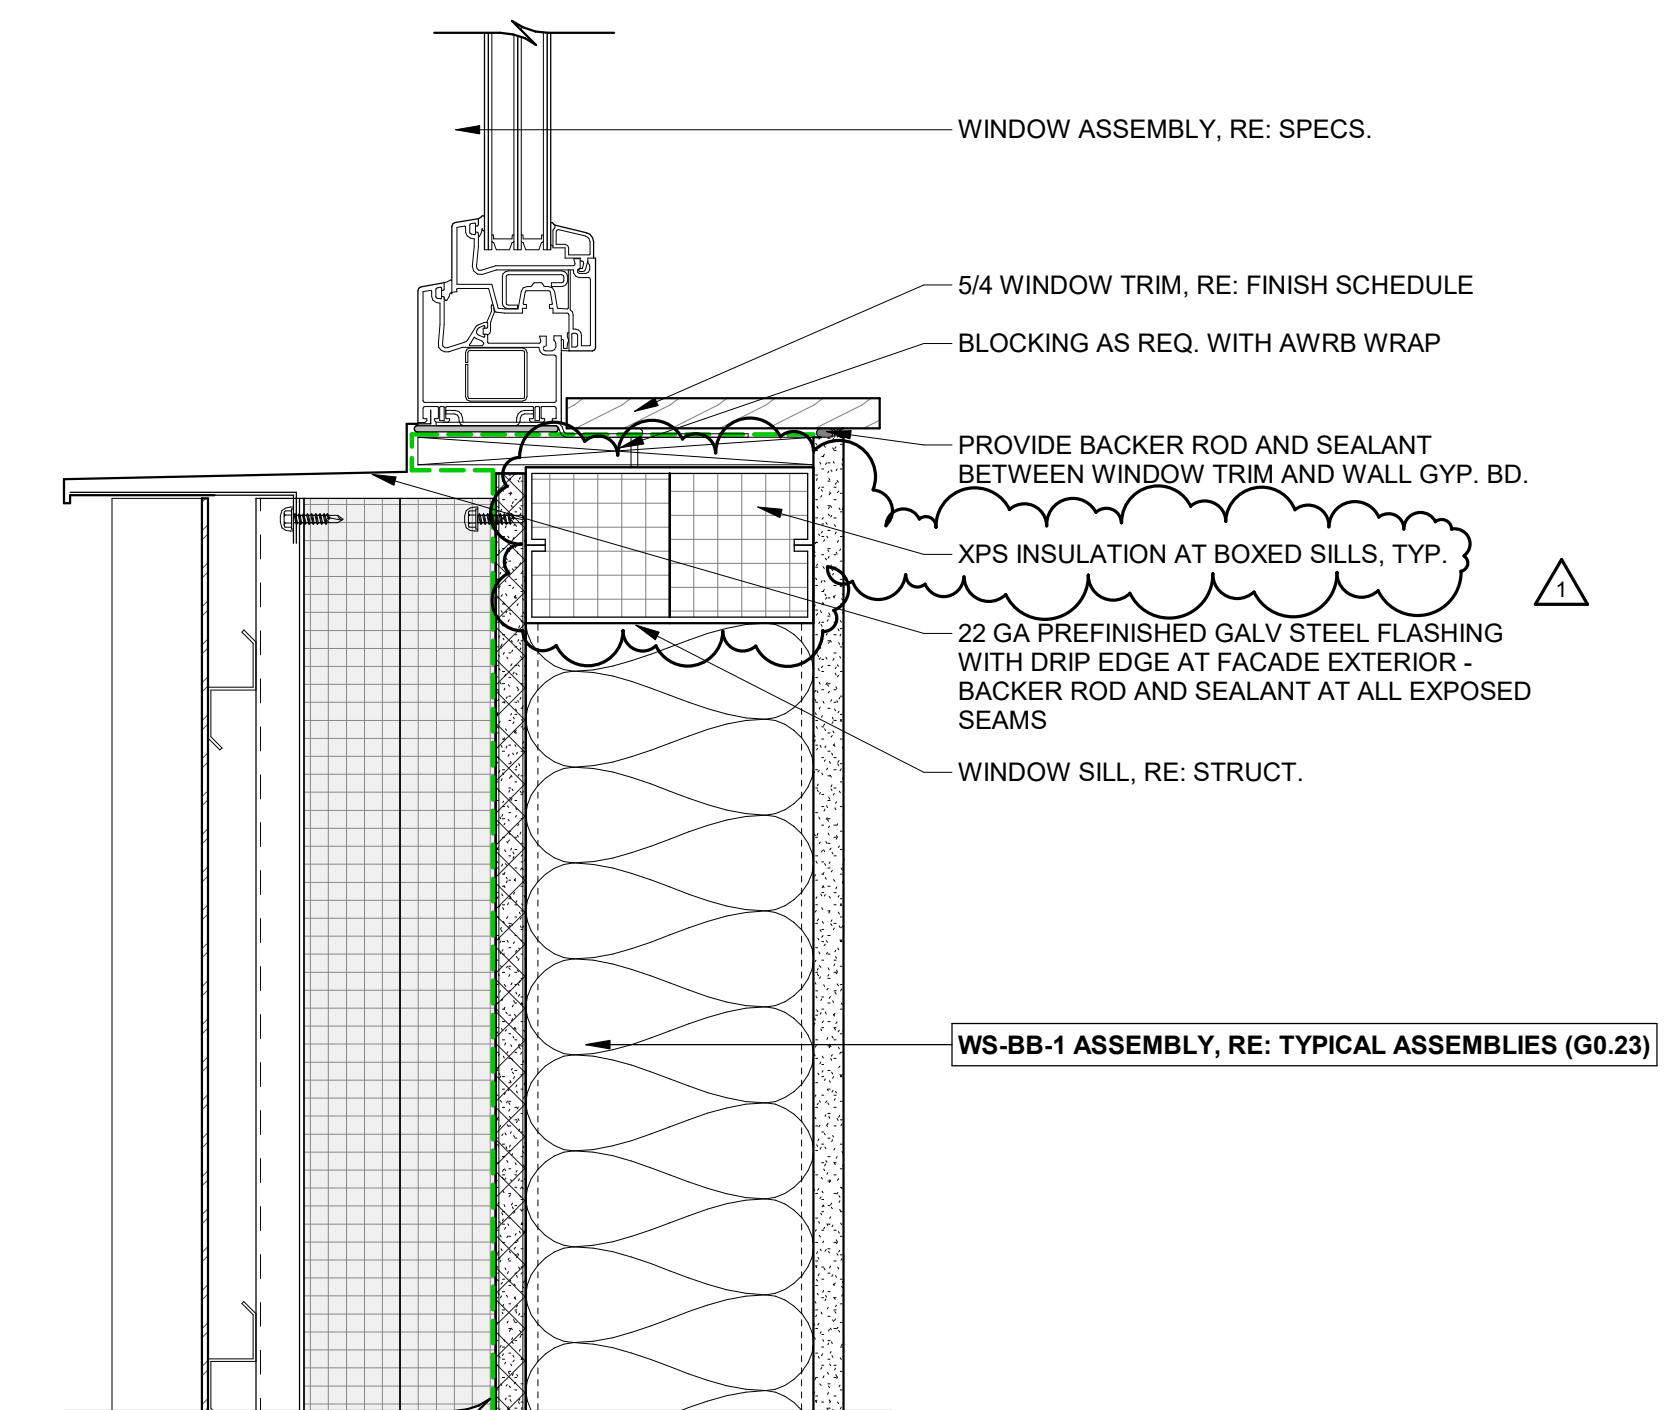 WINDOW ASSEMBLY, RE: SPECS.
5/4 WINDOW TRIM, RE: FINISH SCHEDULE
BLOCKING AS REQ. WITH AWRB WRAP
PROVIDE BACKER ROD AND SEALANT
BETWEEN WINDOW TRIM AND WALL GYP. BD.
XPS INSULATION AT BOXED SILLS, TYP.
1
22 GA PREFINISHED GALV STEEL FLASHING
WITH DRIP EDGE AT FACADE EXTERIOR -
BACKER ROD AND SEALANT AT ALL EXPOSED
SEAMS
WINDOW SILL, RE: STRUCT.
WS-BB-1 ASSEMBLY, RE: TYPICAL ASSEMBLIES (G0.23)